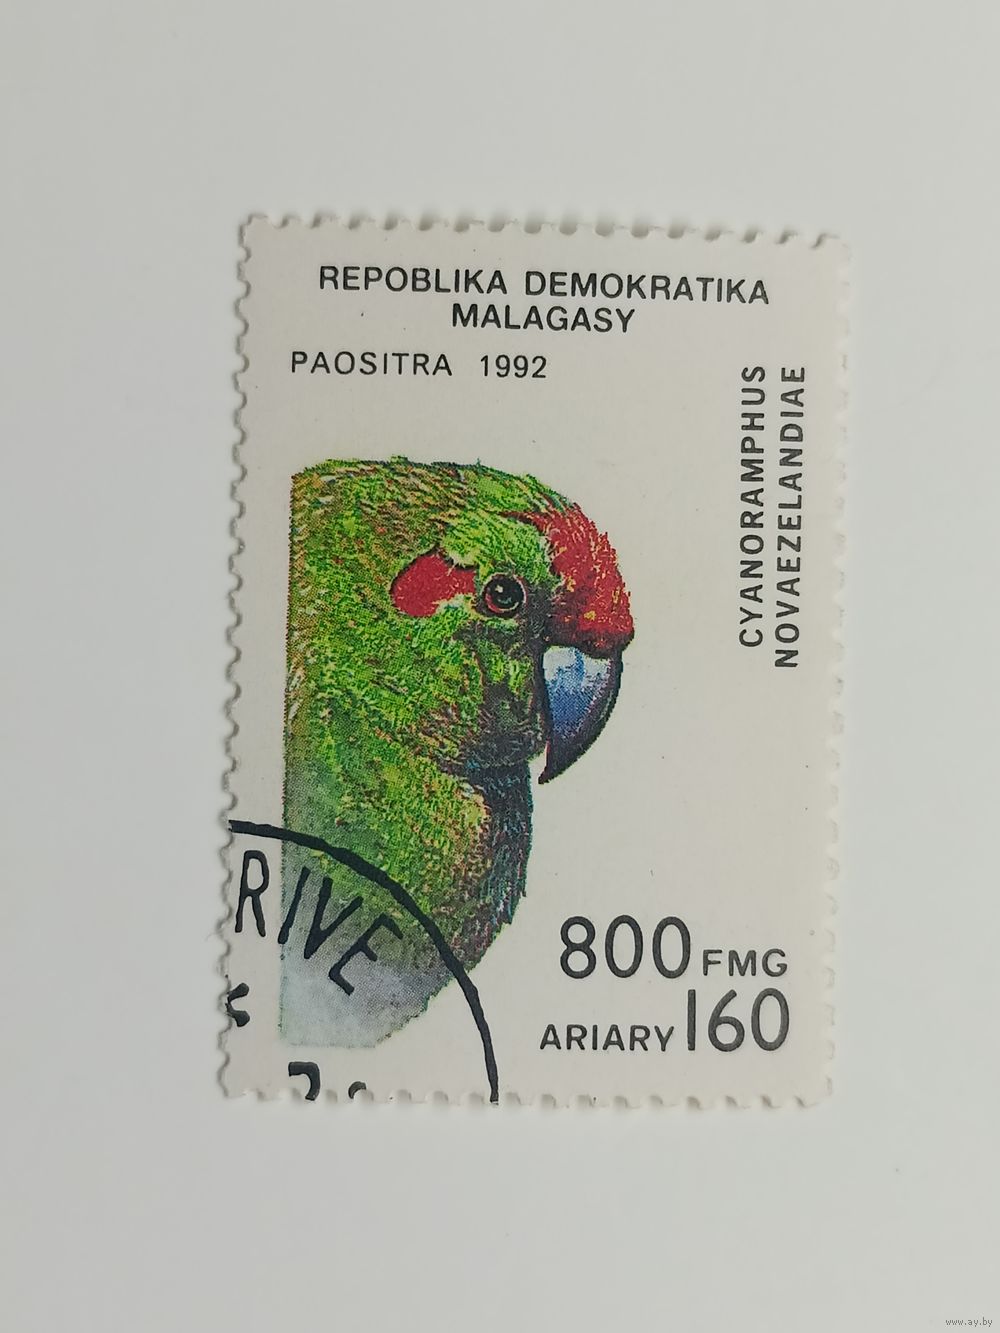 REPOBLIKA DEMOKRATIKA
MALAGASY
PAOSITRA 1992
CYANORAMPHUS
NOVAEZELANDIAE
RIVE
800 FMG
ARIARY 160
www.ay.by